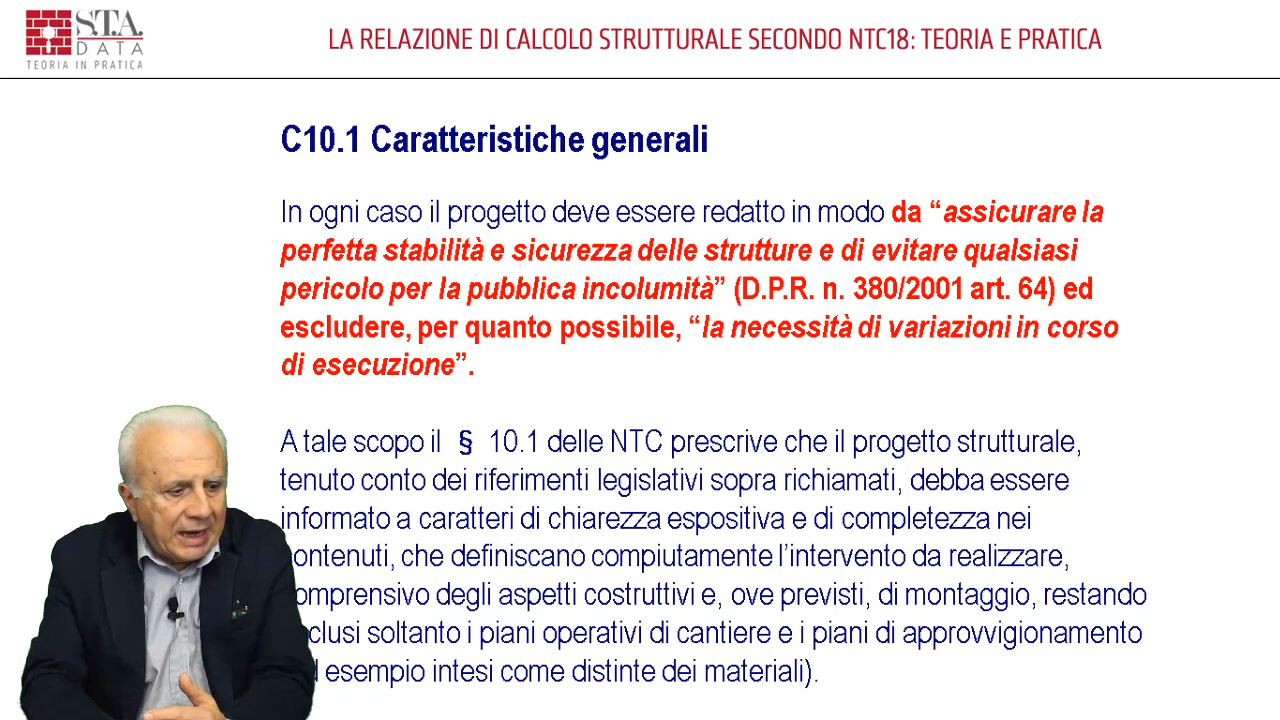 S.T.A.
DATA
TEORIA IN PRATICA
LA RELAZIONE DI CALCOLO STRUTTURALE SECONDO NTC18: TEORIA E PRATICA
C10.1 Caratteristiche generali
In ogni caso il progetto deve essere redatto in modo da “assicurare la
perfetta stabilità e sicurezza delle strutture e di evitare qualsiasi
pericolo per la pubblica incolumità” (D.P.R. n. 380/2001 art. 64) ed
escludere, per quanto possibile, “la necessità di variazioni in corso
di esecuzione”.
A tale scopo il § 10.1 delle NTC prescrive che il progetto strutturale,
tenuto conto dei riferimenti legislativi sopra richiamati, debba essere
informato a caratteri di chiarezza espositiva e di completezza nei
contenuti, che definiscano compiutamente l’intervento da realizzare,
comprensivo degli aspetti costruttivi e, ove previsti, di montaggio, restando
soltanto i piani operativi di cantiere e i piani di approvvigionamento
esempio intesi come distinte dei materiali).